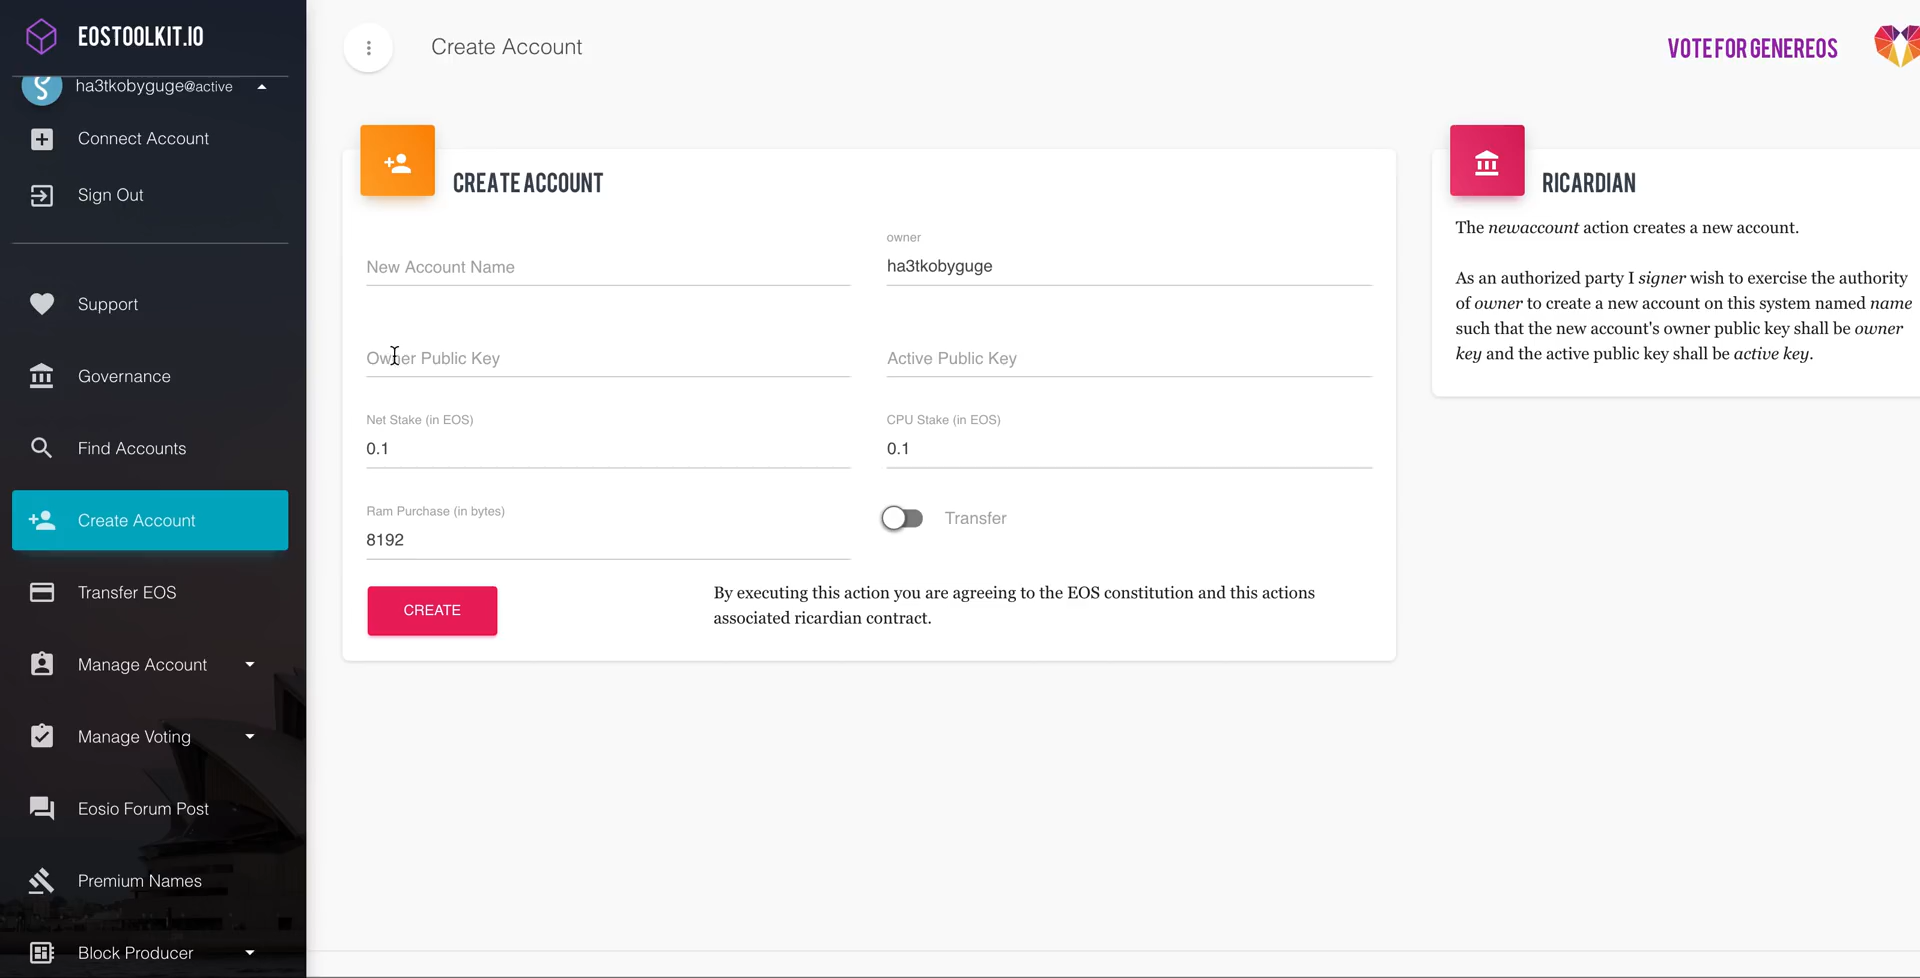 EOSTOOLKIT.IO
ha3tkobyguge@active
Connect Account
Sign Out
Support
Governance
Find Accounts
Create Account
Transfer EOS
Manage Account
Manage Voting
Eosio Forum Post
Premium Names
Block Producer
Create Account
VOTE FOR GENEREOS
CREATE ACCOUNT
New Account Name
owner
ha3tkobyguge
Owner Public Key
Active Public Key
Net Stake (in EOS)
0.1
CPU Stake (in EOS)
0.1
Ram Purchase (in bytes)
8192
Transfer
CREATE
By executing this action you are agreeing to the EOS constitution and this actions
associated ricardian contract.
RICARDIAN
The newaccount action creates a new account.
As an authorized party I signer wish to exercise the authority
of owner to create a new account on this system named name
such that the new account's owner public key shall be owner
key and the active public key shall be active key.